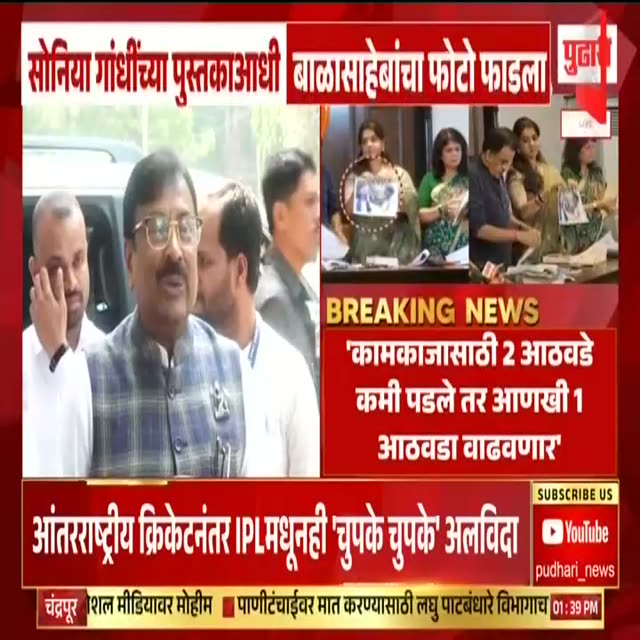 सोनिया गांधींच्या पुस्तकाआधी
बाळासाहेबांचा फोटो फाडला
पुढारी
LIVE
BREAKING NEWS
'कामकाजासाठी 2 आठवडे
कमी पडले तर आणखी 1
आठवडा वाढवणार'
आंतरराष्ट्रीय क्रिकेटनंतर IPLमधूनही 'चुपके चुपके' अलविदा
SUBSCRIBE US
YouTube
pudhari_news
चंद्रपूर
शल मीडियावर मोहीम ▪ पाणीटंचाईवर मात करण्यासाठी लघु पाटबंधारे विभागाच
01:39 PM